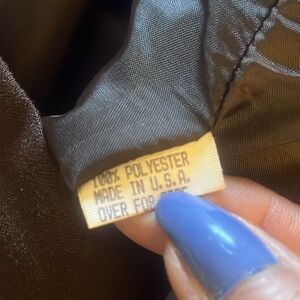 100% POLYESTER
MADE IN U.S.A.
OVER FOR